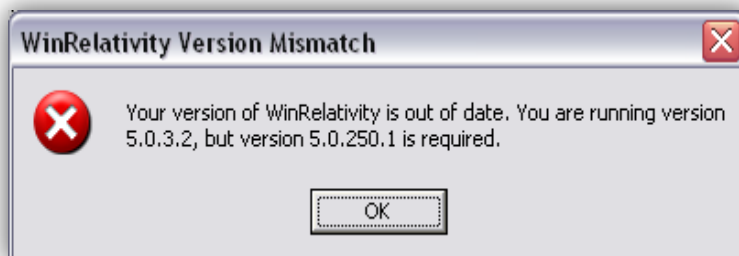 WinRelativity Version Mismatch
Your version of WinRelativity is out of date. You are running version
5.0.3.2, but version 5.0.250.1 is required.
OK